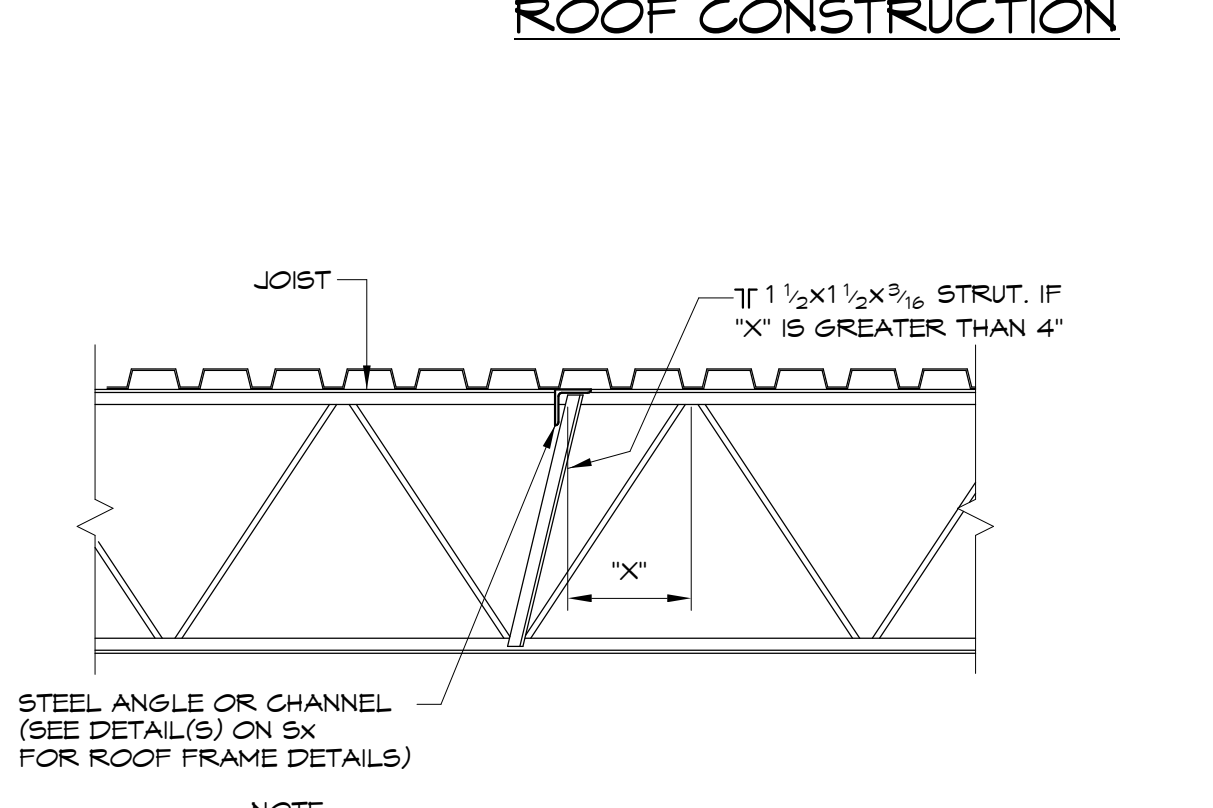 ROOF CONSTRUCTION
JOIST
╥ 1 1/2x1 1/2x3/16 STRUT. IF
"X" IS GREATER THAN 4"
"X"
STEEL ANGLE OR CHANNEL
(SEE DETAIL(S) ON Sx
FOR ROOF FRAME DETAILS)
NOTE